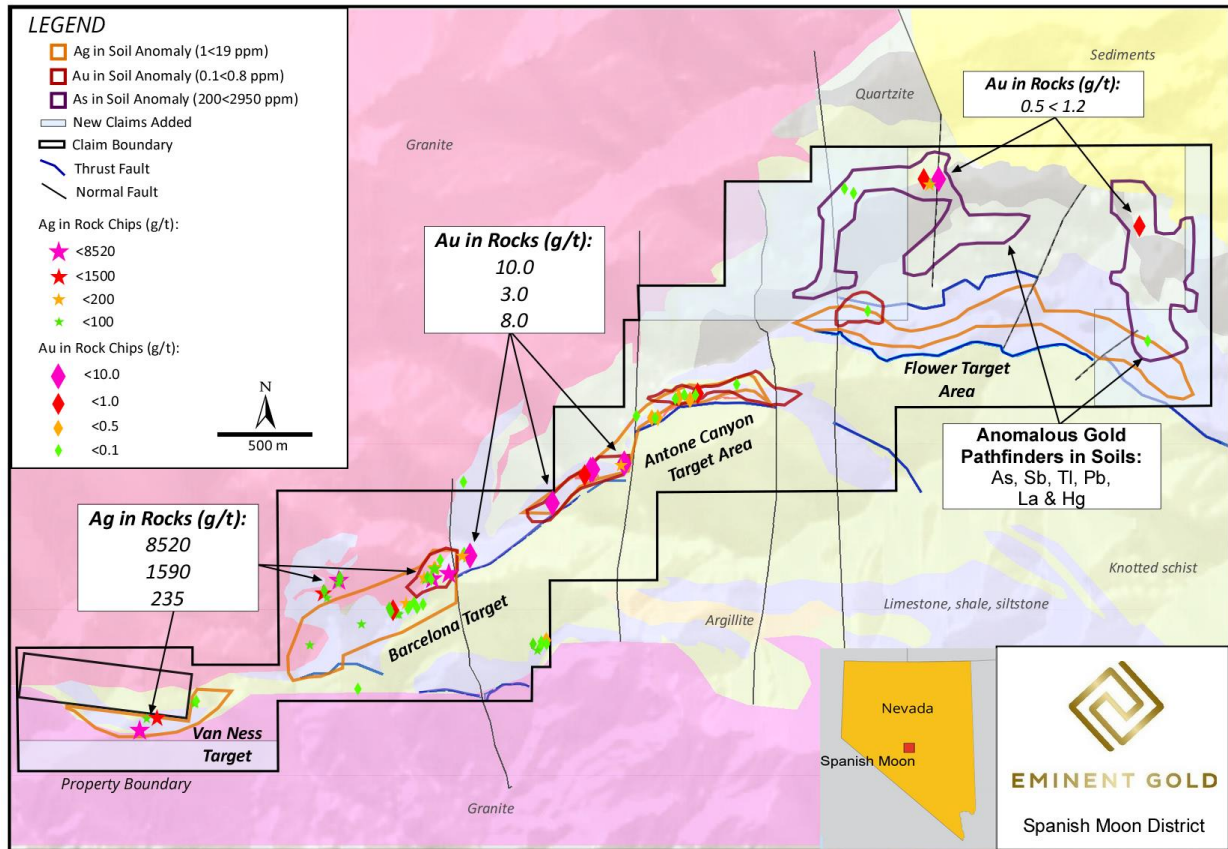 LEGEND
Ag in Soil Anomaly (1<19 ppm)
Au in Soil Anomaly (0.1<0.8 ppm)
As in Soil Anomaly (200<2950 ppm)
New Claims Added
Claim Boundary
Thrust Fault
Normal Fault
Ag in Rock Chips (g/t):
<8520
<1500
<200
<100
Au in Rock Chips (g/t):
<10.0
<1.0
<0.5
<0.1
N
500 m
Granite
Quartzite
Sediments
Au in Rocks (g/t):
0.5 < 1.2
Au in Rocks (g/t):
10.0
3.0
8.0
Flower Target
Area
Antone Canyon
Target Area
Anomalous Gold
Pathfinders in Soils:
As, Sb, Tl, Pb,
La & Hg
Ag in Rocks (g/t):
8520
1590
235
Barcelona Target
Knotted schist
Limestone, shale, siltstone
Argillite
Van Ness
Target
Property Boundary
Granite
Nevada
Spanish Moon
EMINENT GOLD
Spanish Moon District